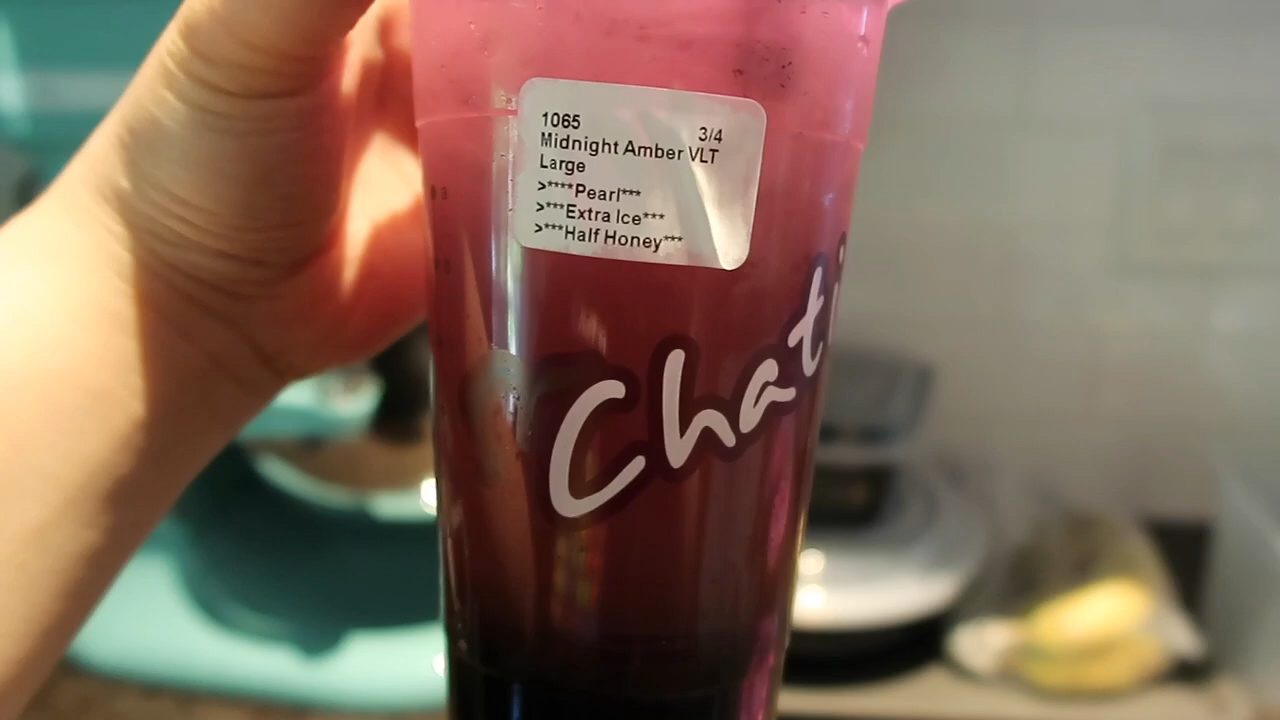 1065 3/4
Midnight Amber VLT
Large
>****Pearl***
>***Extra Ice***
>***Half Honey***
Chati